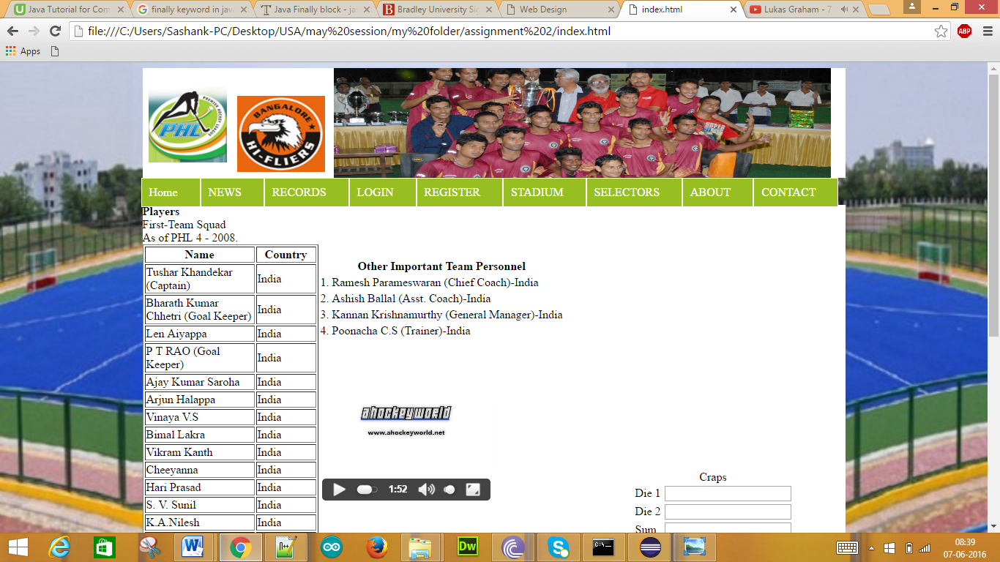 Java Tutorial for Com
finally keyword in java
Java Finally block - ja
Bradley University Sig
Web Design
index.html
Lukas Graham - 7
file:///C:/Users/Sashank-PC/Desktop/USA/may%20session/my%20folder/assignment%202/index.html
ABP
Apps
PREMIER HOCKEY LEAGUE
PHL
BANGALORE
HI-FLIERS
Home NEWS RECORDS LOGIN REGISTER STADIUM SELECTORS ABOUT CONTACT
Players
First-Team Squad
As of PHL 4 - 2008.
Name Country
Tushar Khandekar
(Captain) India
Bharath Kumar
Chhetri (Goal Keeper) India
Len Aiyappa India
P T RAO (Goal
Keeper) India
Ajay Kumar Saroha India
Arjun Halappa India
Vinaya V.S India
Bimal Lakra India
Vikram Kanth India
Cheeyanna India
Hari Prasad India
S. V. Sunil India
K.A.Nilesh India
Other Important Team Personnel
1. Ramesh Parameswaran (Chief Coach)-India
2. Ashish Ballal (Asst. Coach)-India
3. Kannan Krishnamurthy (General Manager)-India
4. Poonacha C.S (Trainer)-India
ahockeyworld
www.ahockeyworld.net
1:52
Craps
Die 1
Die 2
Sum
08:39
07-06-2016